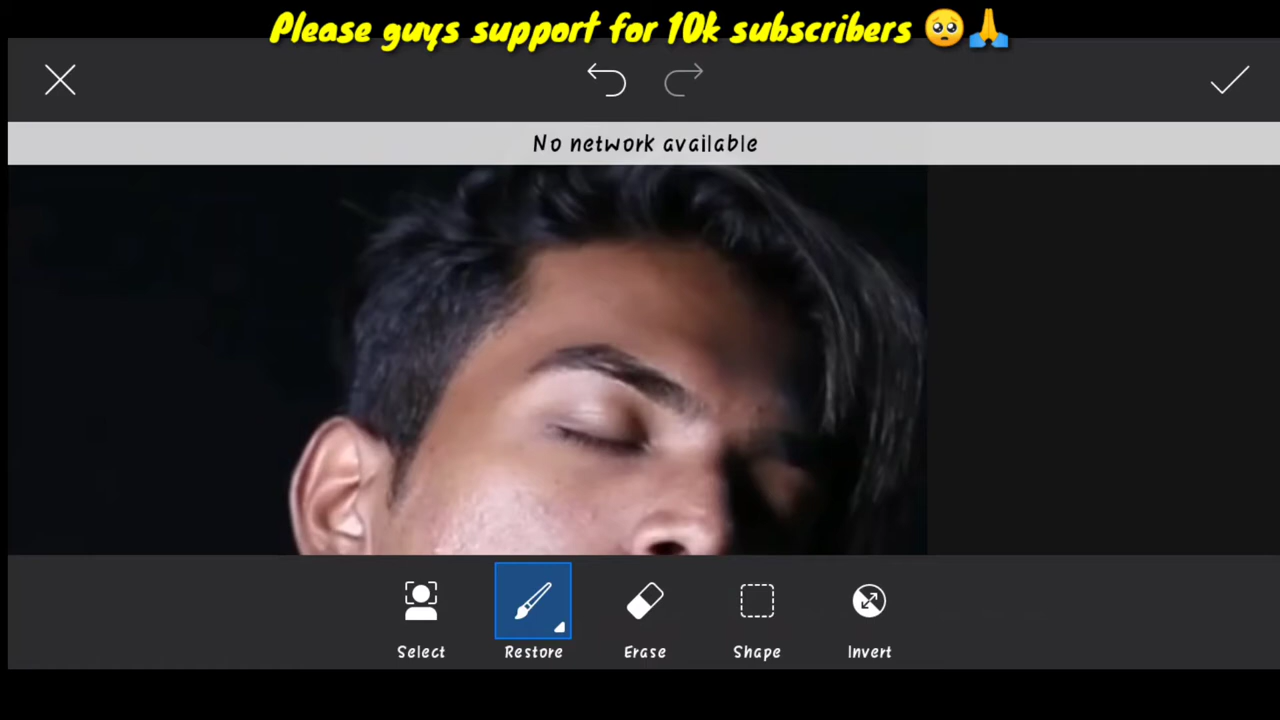 Please guys support for 10k subscribers 🥺🙏
No network available
Select Restore Erase Shape Invert